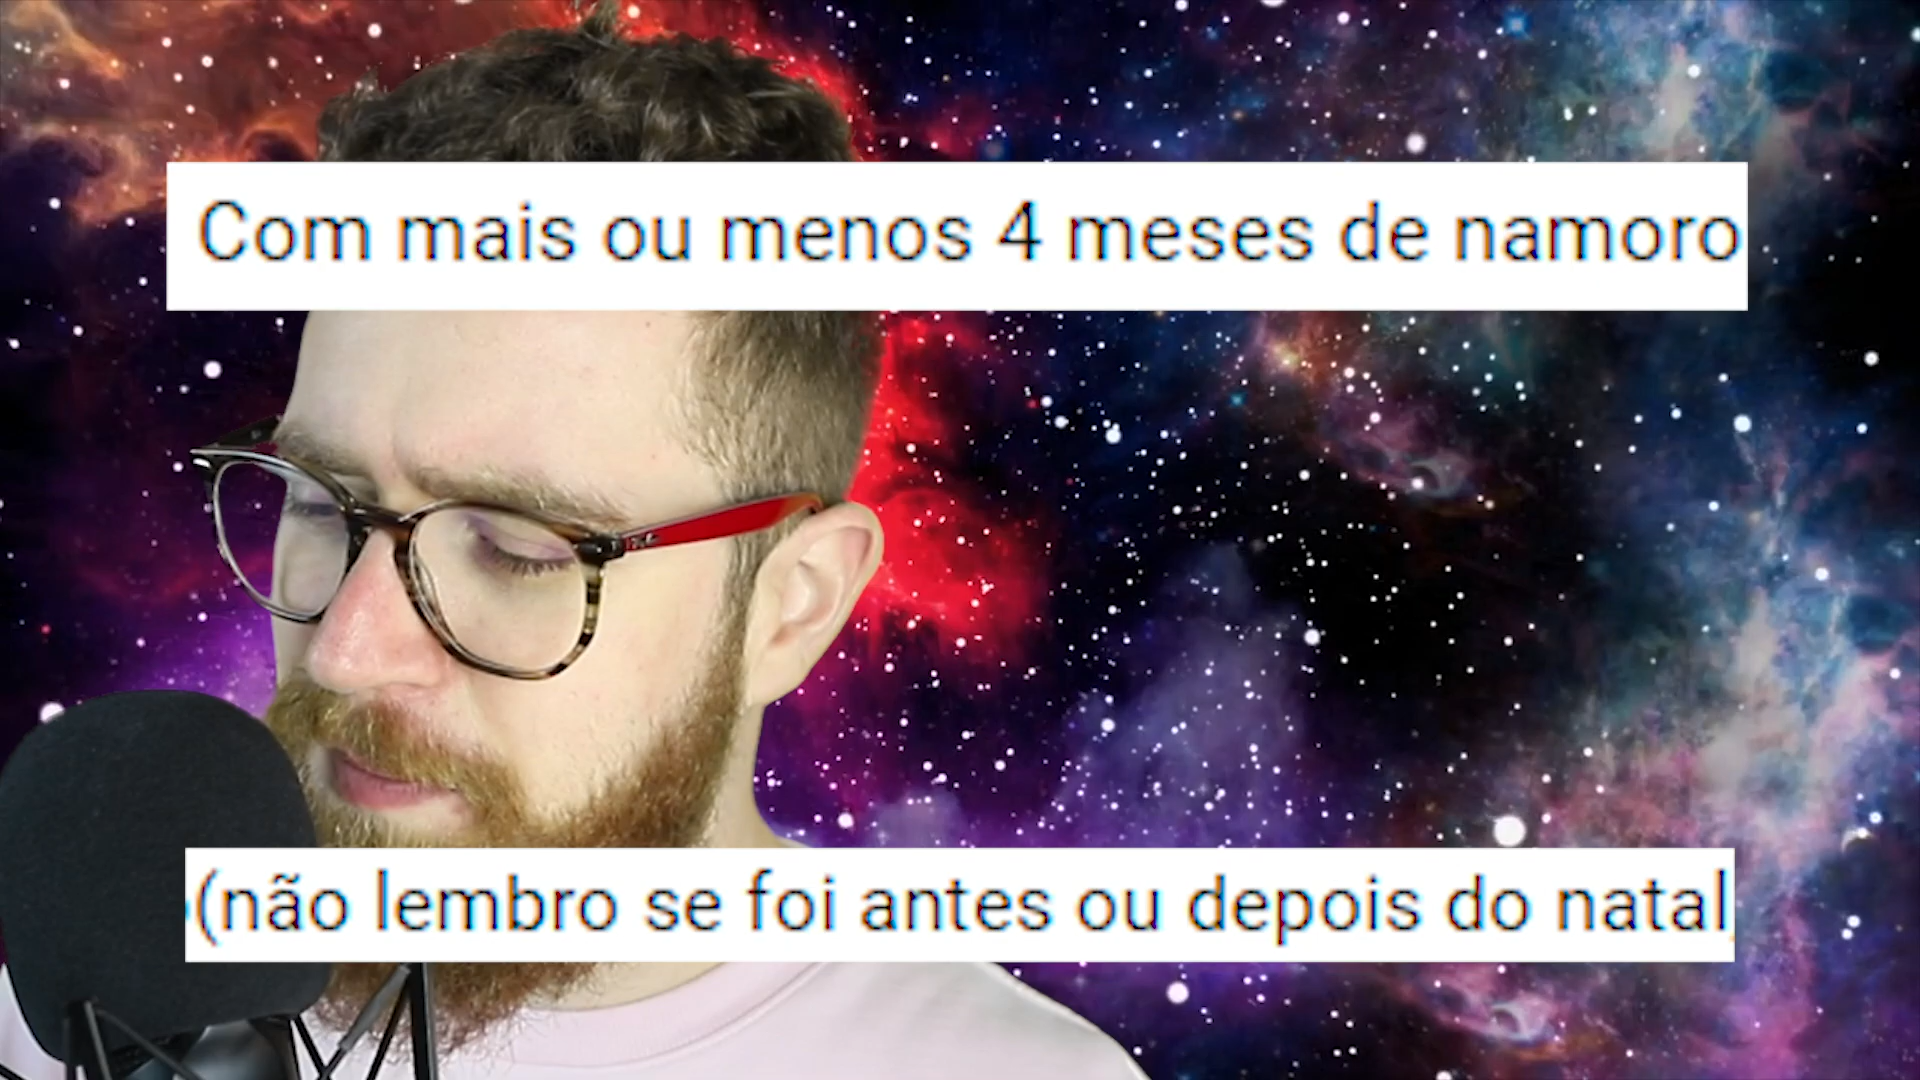 Com mais ou menos 4 meses de namoro
(não lembro se foi antes ou depois do natal